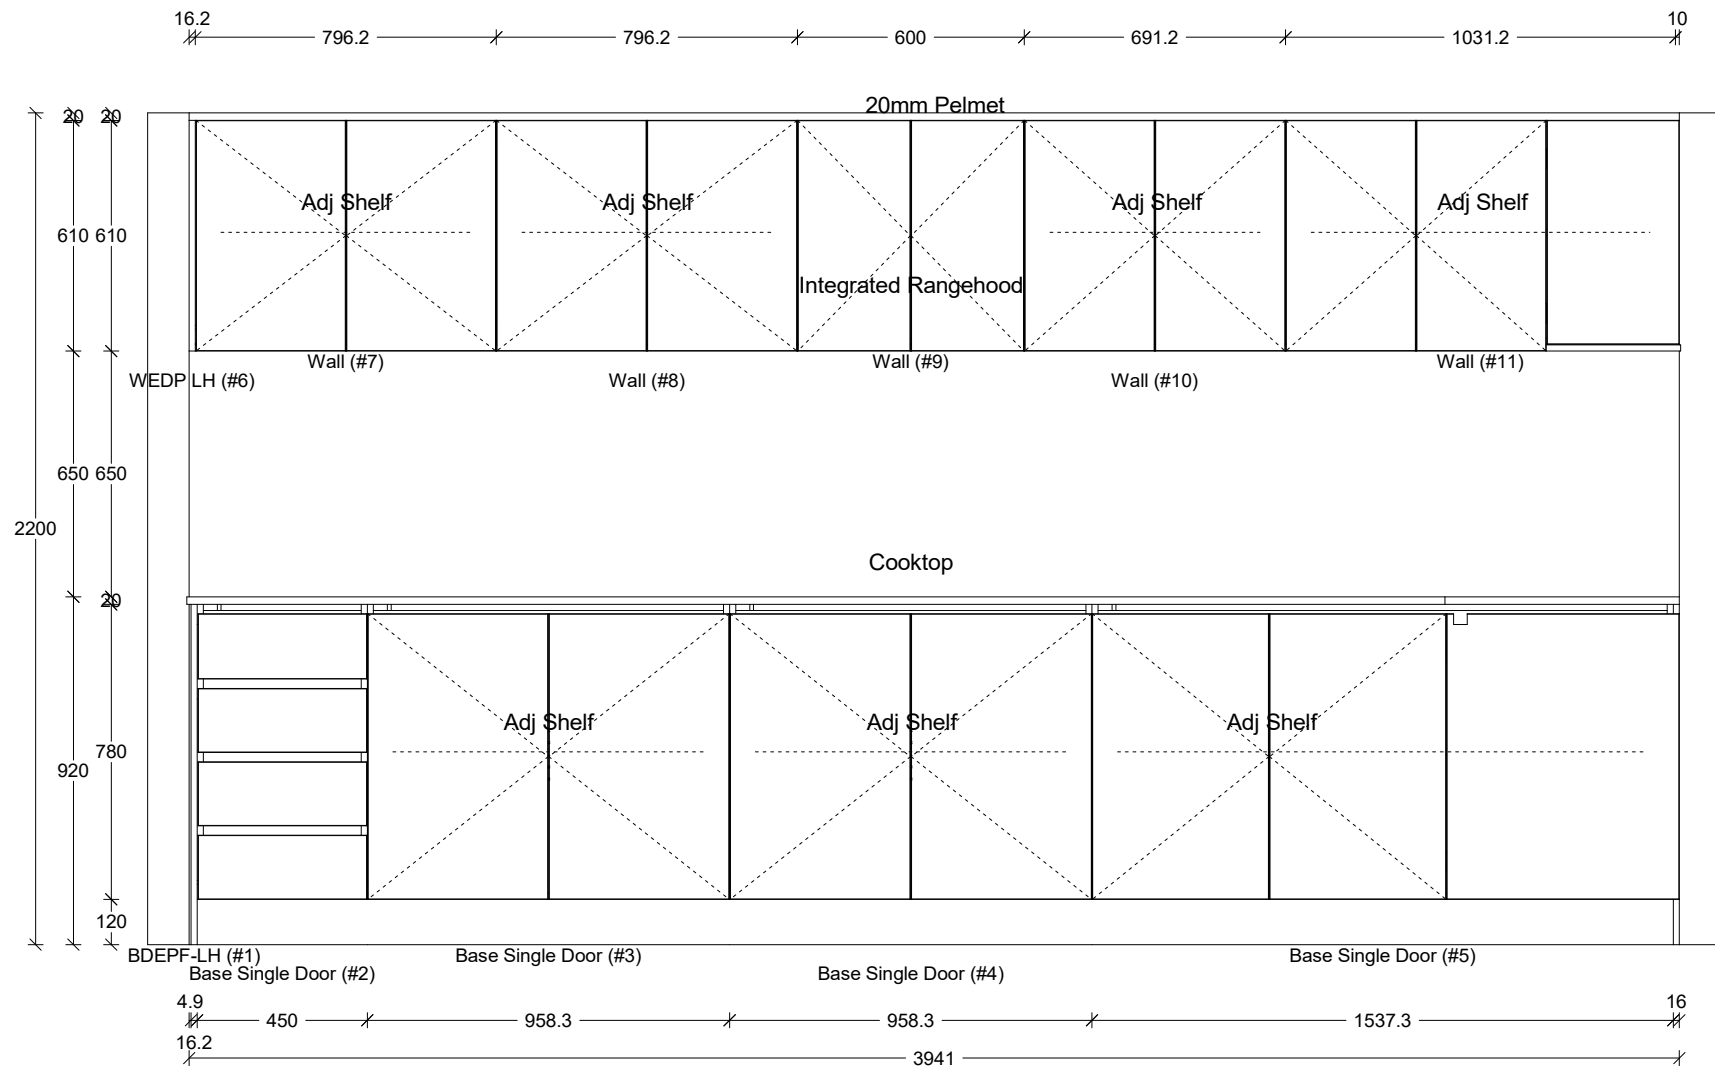 16.2 10
796.2 796.2 600 691.2 1031.2
20mm Pelmet
20 20
Adj Shelf Adj Shelf Adj Shelf Adj Shelf
610 610
Integrated Rangehood
Wall (#7) Wall (#9) Wall (#11)
WEDP LH (#6) Wall (#8) Wall (#10)
650 650
2200
Cooktop
20
Adj Shelf Adj Shelf Adj Shelf
780
920
120
BDEPF-LH (#1) Base Single Door (#3) Base Single Door (#5)
Base Single Door (#2) Base Single Door (#4)
4.9 16
450 958.3 958.3 1537.3
16.2
3941